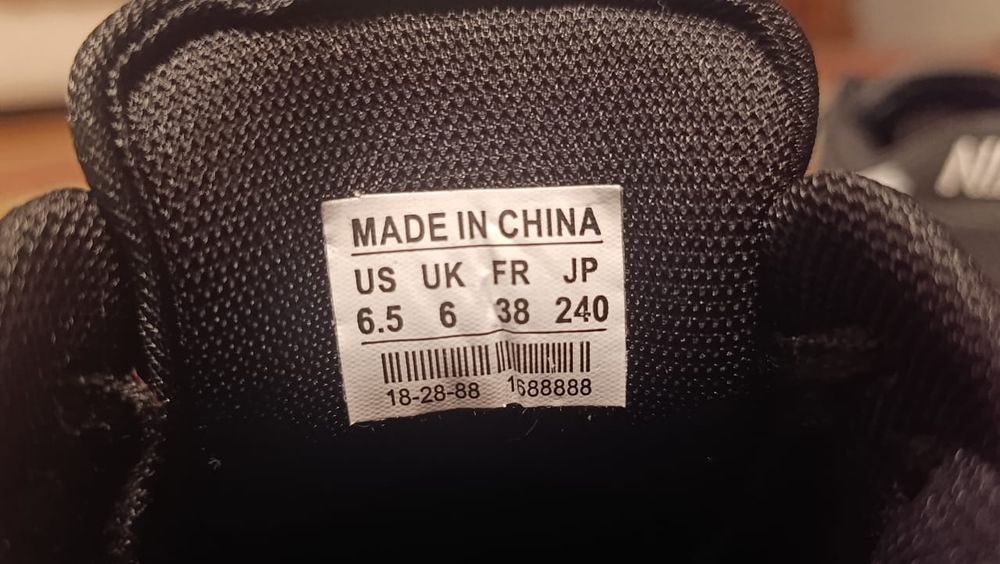 MADE IN CHINA
US UK FR JP
6.5 6 38 240
18-28-88 1688888